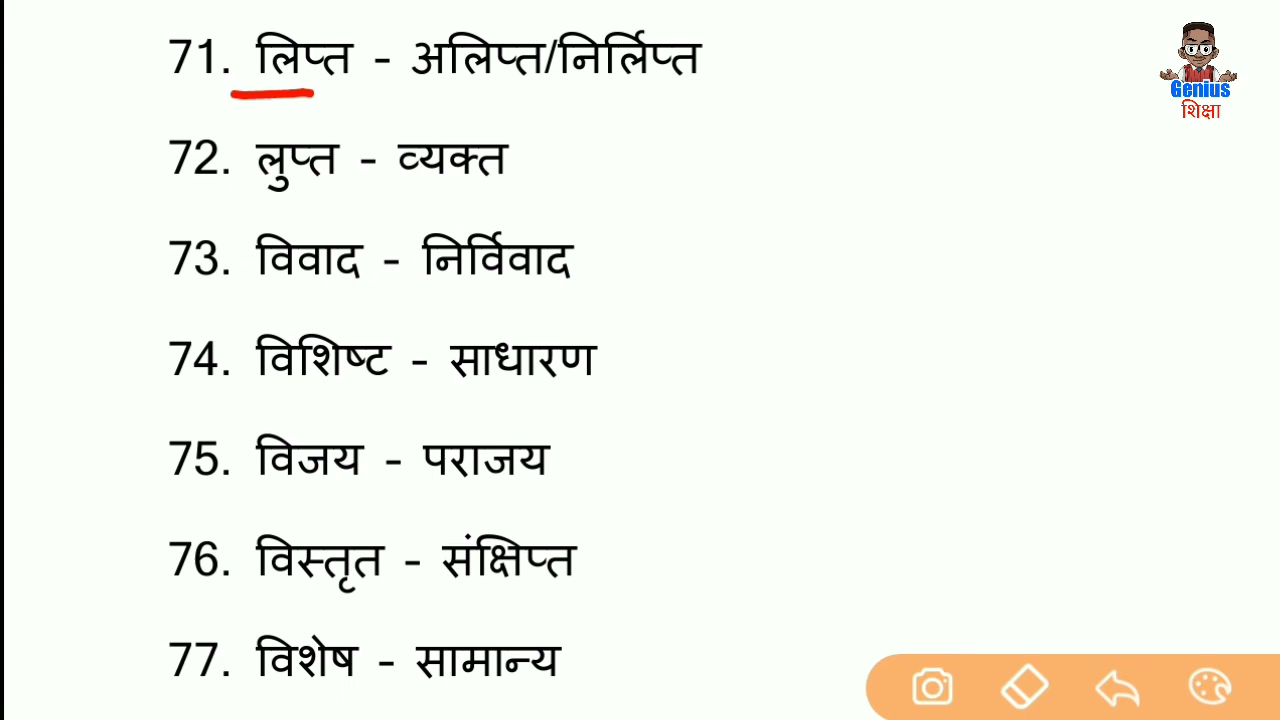 71. लिप्त - अलिप्त/निर्लिप्त
Genius
शिक्षा
72. लुप्त - व्यक्त
73. विवाद - निर्विवाद
74. विशिष्ट - साधारण
75. विजय - पराजय
76. विस्तृत - संक्षिप्त
77. विशेष - सामान्य